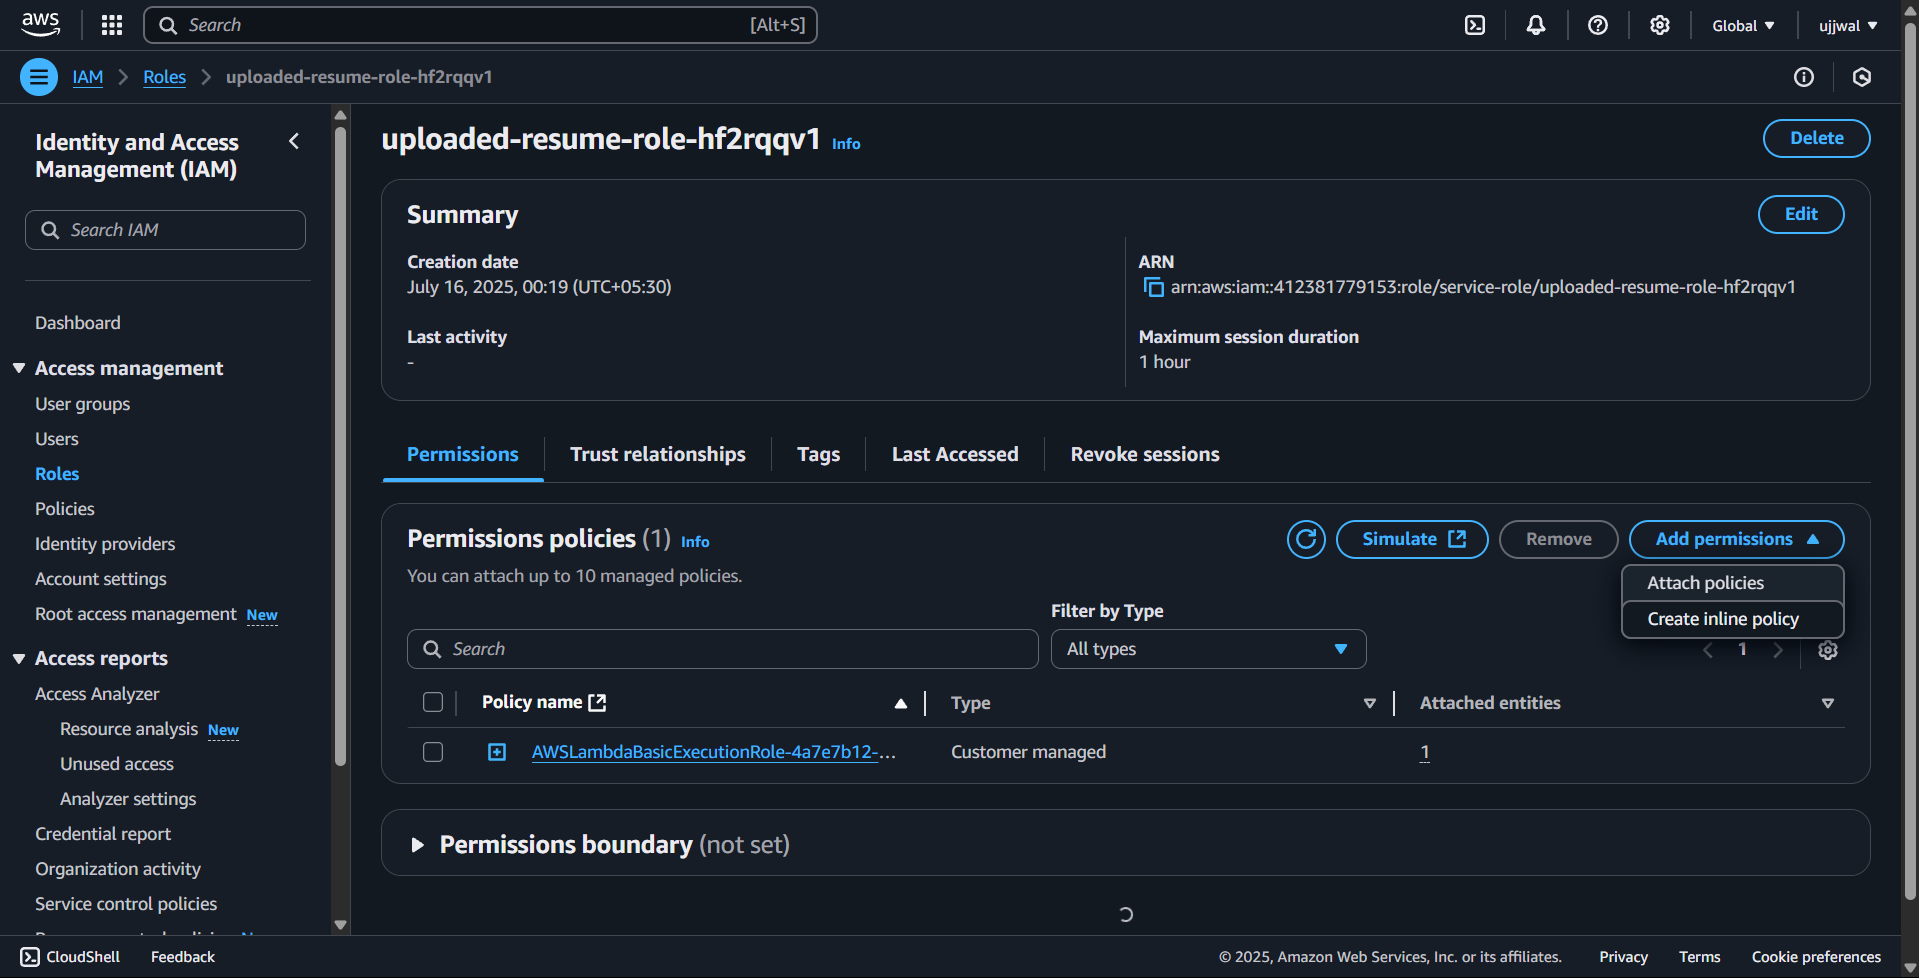 aws
Search [Alt+S]
Global
ujjwal
IAM
Roles
uploaded-resume-role-hf2rqqv1
Identity and Access
Management (IAM)
Search IAM
Dashboard
Access management
User groups
Users
Roles
Policies
Identity providers
Account settings
Root access management New
Access reports
Access Analyzer
Resource analysis New
Unused access
Analyzer settings
Credential report
Organization activity
Service control policies
uploaded-resume-role-hf2rqqv1 Info
Delete
Summary
Edit
Creation date
July 16, 2025, 00:19 (UTC+05:30)
ARN
arn:aws:iam::412381779153:role/service-role/uploaded-resume-role-hf2rqqv1
Last activity
-
Maximum session duration
1 hour
Permissions
Trust relationships
Tags
Last Accessed
Revoke sessions
Permissions policies (1) Info
You can attach up to 10 managed policies.
Simulate
Remove
Add permissions
Attach policies
Create inline policy
Filter by Type
Search
All types
1
Policy name
Type
Attached entities
AWSLambdaBasicExecutionRole-4a7e7b12-...
Customer managed
1
Permissions boundary (not set)
CloudShell
Feedback
© 2025, Amazon Web Services, Inc. or its affiliates.
Privacy
Terms
Cookie preferences